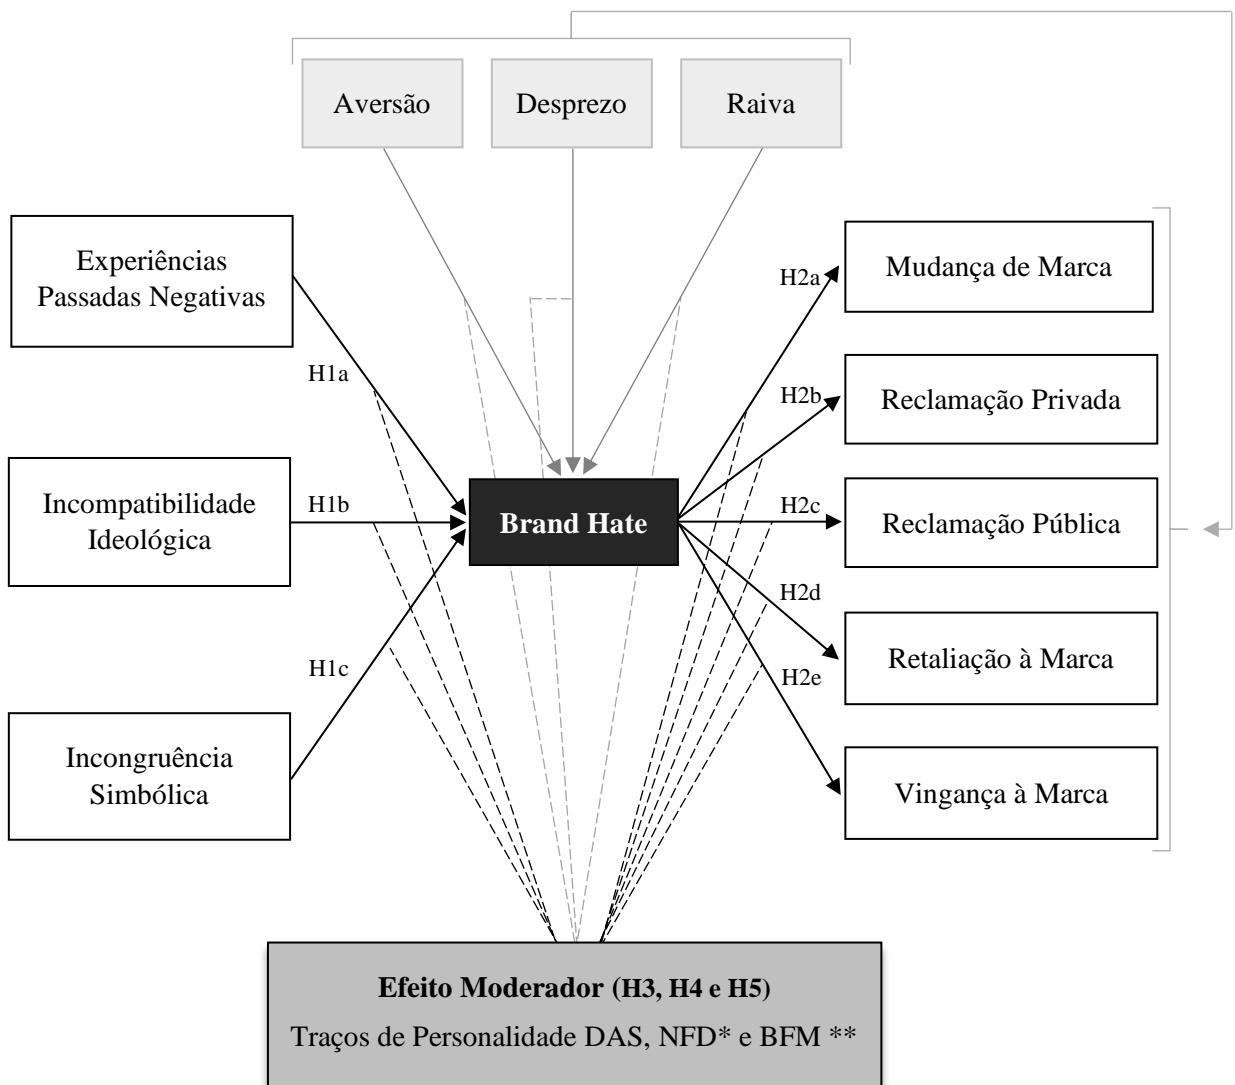 Aversão
Desprezo
Raiva
Experiências
Passadas Negativas
H1a
Incompatibilidade
Ideológica
H1b
Incongruência
Simbólica
H1c
Brand Hate
H2a
Mudança de Marca
H2b
Reclamação Privada
H2c
Reclamação Pública
H2d
Retaliação à Marca
H2e
Vingança à Marca
Efeito Moderador (H3, H4 e H5)
Traços de Personalidade DAS, NFD* e BFM **